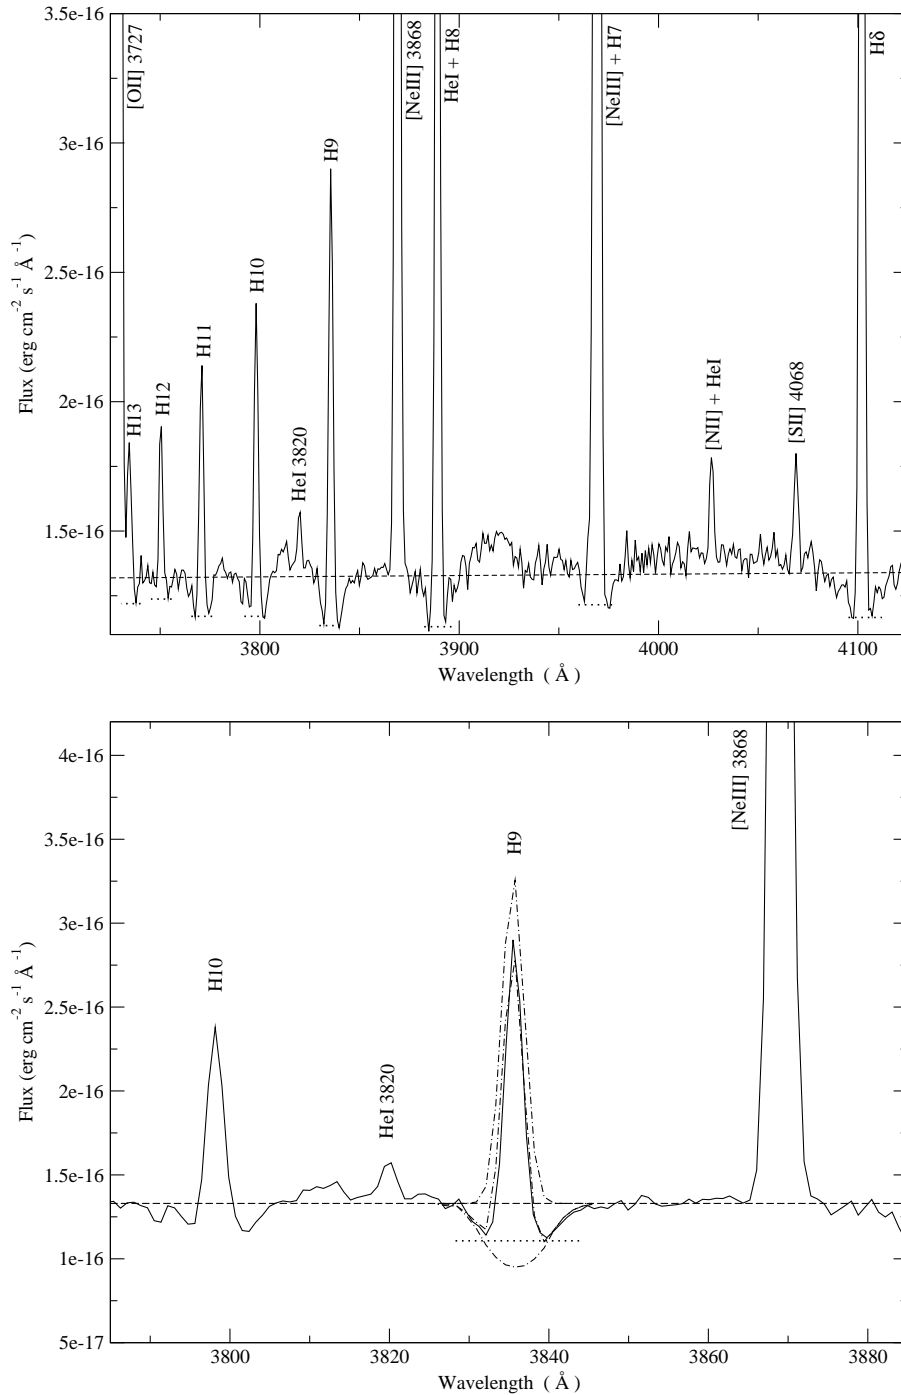 3.5e-16
3e-16
2.5e-16
2e-16
1.5e-16
Flux (erg cm-2 s-1 Å-1)
[OII] 3727
H13
H12
H11
H10
HeI 3820
H9
[NeIII] 3868
HeI + H8
[NeIII] + H7
[NII] + HeI
[SII] 4068
Hδ
3800
3900
4000
4100
Wavelength ( Å )
4e-16
3.5e-16
3e-16
2.5e-16
2e-16
1.5e-16
1e-16
5e-17
Flux (erg cm-2 s-1 Å-1)
H10
HeI 3820
H9
[NeIII] 3868
3800
3820
3840
3860
3880
Wavelength ( Å )